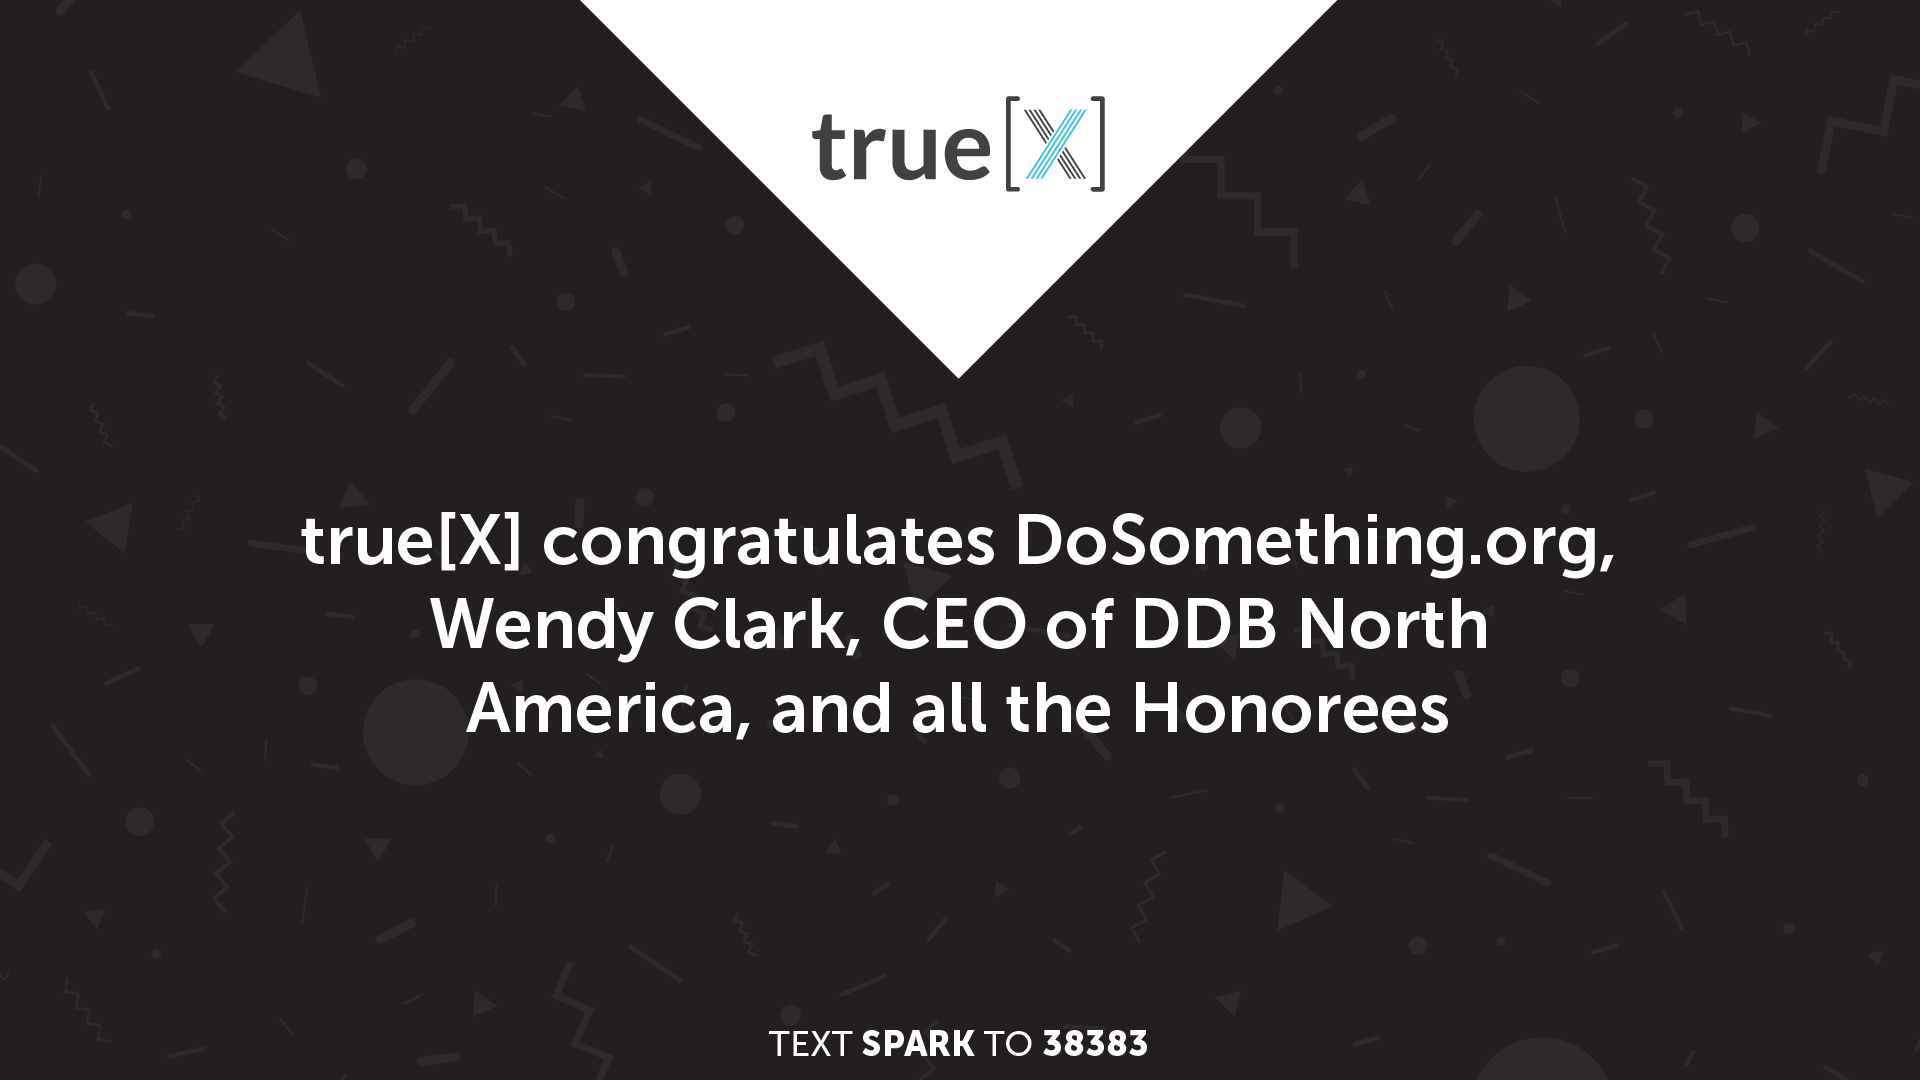 true[X]
true[X] congratulates DoSomething.org,
Wendy Clark, CEO of DDB North
America, and all the Honorees
TEXT SPARK TO 38383